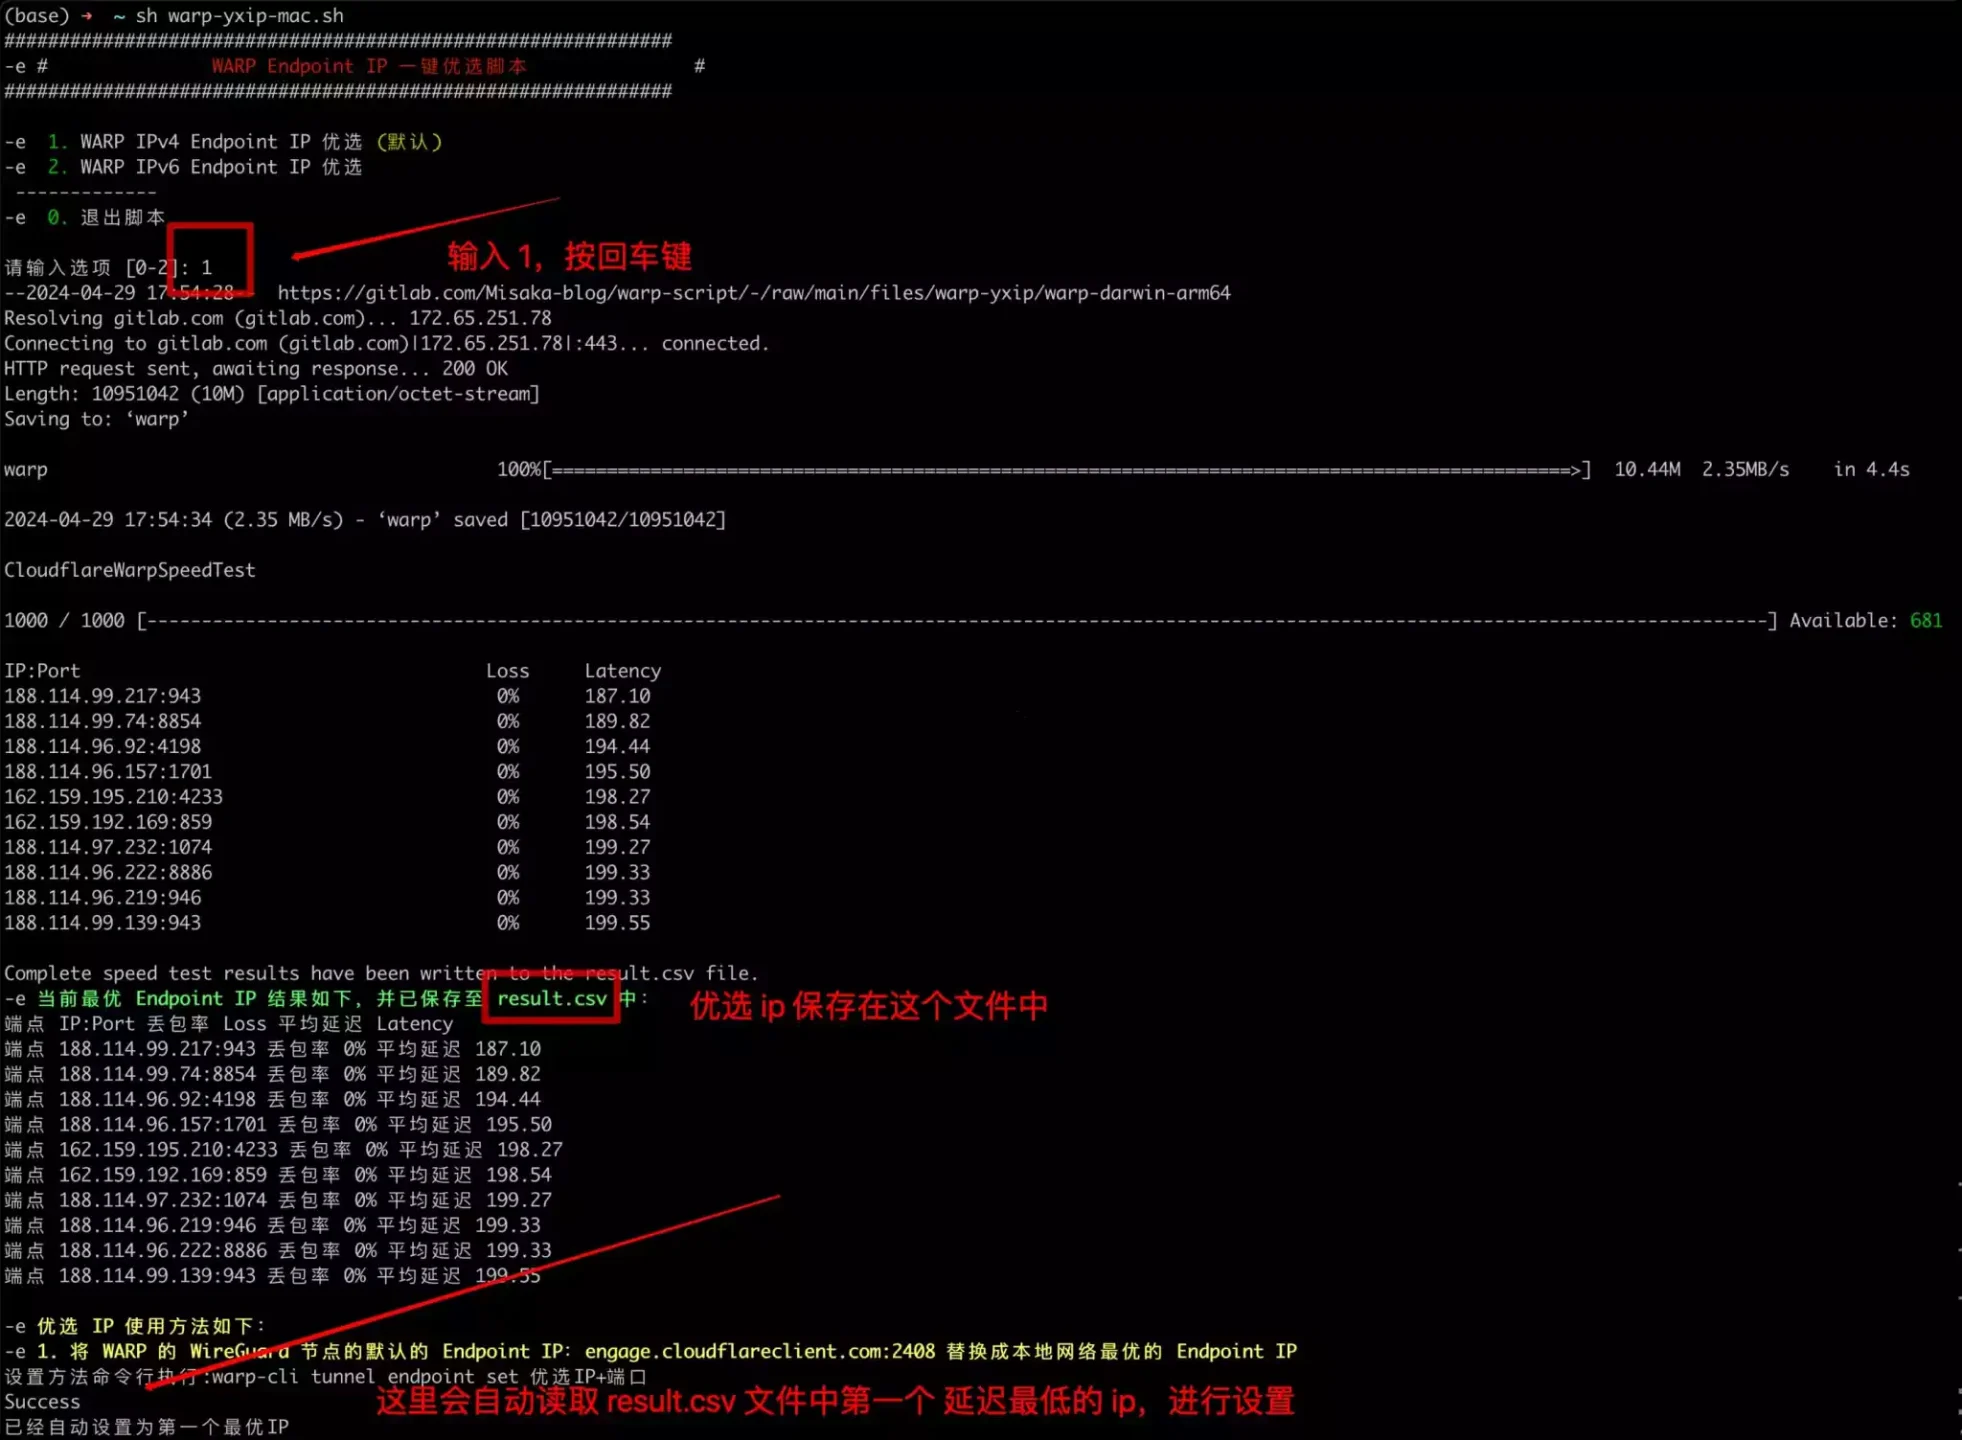 (base) → ~ sh warp-yxip-mac.sh
#############################################################
-e # WARP Endpoint IP 一键优选脚本 #
#############################################################
-e 1. WARP IPv4 Endpoint IP 优选 (默认)
-e 2. WARP IPv6 Endpoint IP 优选
-------------
-e 0. 退出脚本
输入 1，按回车键
请输入选项 [0-2]: 1
--2024-04-29 17:54:28-- https://gitlab.com/Misaka-blog/warp-script/-/raw/main/files/warp-yxip/warp-darwin-arm64
Resolving gitlab.com (gitlab.com)... 172.65.251.78
Connecting to gitlab.com (gitlab.com)|172.65.251.78|:443... connected.
HTTP request sent, awaiting response... 200 OK
Length: 10951042 (10M) [application/octet-stream]
Saving to: ‘warp’
warp 100%[=============================================================================================>] 10.44M 2.35MB/s in 4.4s
2024-04-29 17:54:34 (2.35 MB/s) - ‘warp’ saved [10951042/10951042]
CloudflareWarpSpeedTest
1000 / 1000 [----------------------------------------------------------------------------------------------------------------------------------------------------] Available: 681
IP:Port Loss Latency
188.114.99.217:943 0% 187.10
188.114.99.74:8854 0% 189.82
188.114.96.92:4198 0% 194.44
188.114.96.157:1701 0% 195.50
162.159.195.210:4233 0% 198.27
162.159.192.169:859 0% 198.54
188.114.97.232:1074 0% 199.27
188.114.96.222:8886 0% 199.33
188.114.96.219:946 0% 199.33
188.114.99.139:943 0% 199.55
Complete speed test results have been written to the result.csv file.
-e 当前最优 Endpoint IP 结果如下，并已保存至 result.csv 中:
优选 ip 保存在这个文件中
端点 IP:Port 丢包率 Loss 平均延迟 Latency
端点 188.114.99.217:943 丢包率 0% 平均延迟 187.10
端点 188.114.99.74:8854 丢包率 0% 平均延迟 189.82
端点 188.114.96.92:4198 丢包率 0% 平均延迟 194.44
端点 188.114.96.157:1701 丢包率 0% 平均延迟 195.50
端点 162.159.195.210:4233 丢包率 0% 平均延迟 198.27
端点 162.159.192.169:859 丢包率 0% 平均延迟 198.54
端点 188.114.97.232:1074 丢包率 0% 平均延迟 199.27
端点 188.114.96.219:946 丢包率 0% 平均延迟 199.33
端点 188.114.96.222:8886 丢包率 0% 平均延迟 199.33
端点 188.114.99.139:943 丢包率 0% 平均延迟 199.55
-e 优选 IP 使用方法如下:
-e 1. 将 WARP 的 WireGuard 节点的默认的 Endpoint IP: engage.cloudflareclient.com:2408 替换成本地网络最优的 Endpoint IP
设置方法命令行执行:warp-cli tunnel endpoint set 优选IP+端口
Success
这里会自动读取 result.csv 文件中第一个 延迟最低的 ip，进行设置
已经自动设置为第一个最优IP